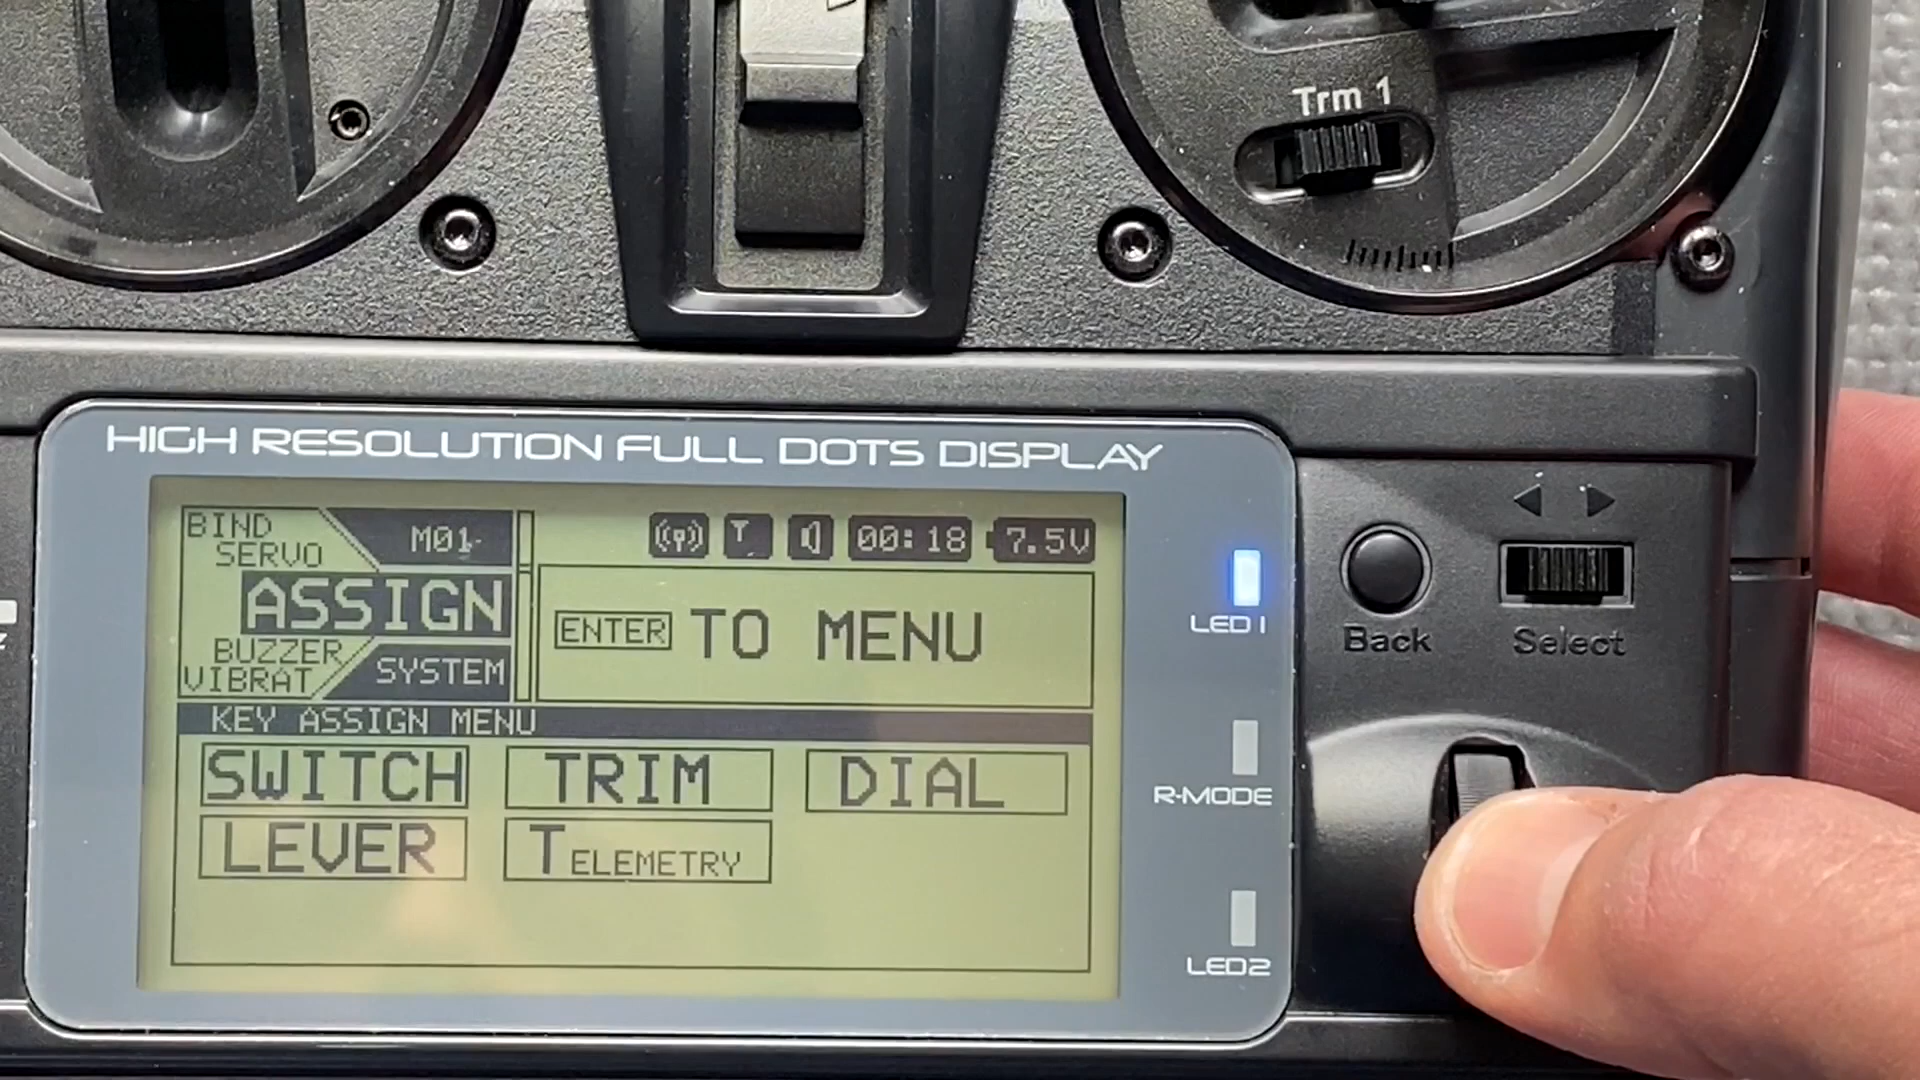 Trm 1
HIGH RESOLUTION FULL DOTS DISPLAY
BIND
SERVO
ASSIGN
BUZZER
VIBRAT
M01
SYSTEM
00:18
7.5V
ENTER TO MENU
KEY ASSIGN MENU
SWITCH TRIM DIAL
LEVER TELEMETRY
LED1
R-MODE
LED2
Back
Select